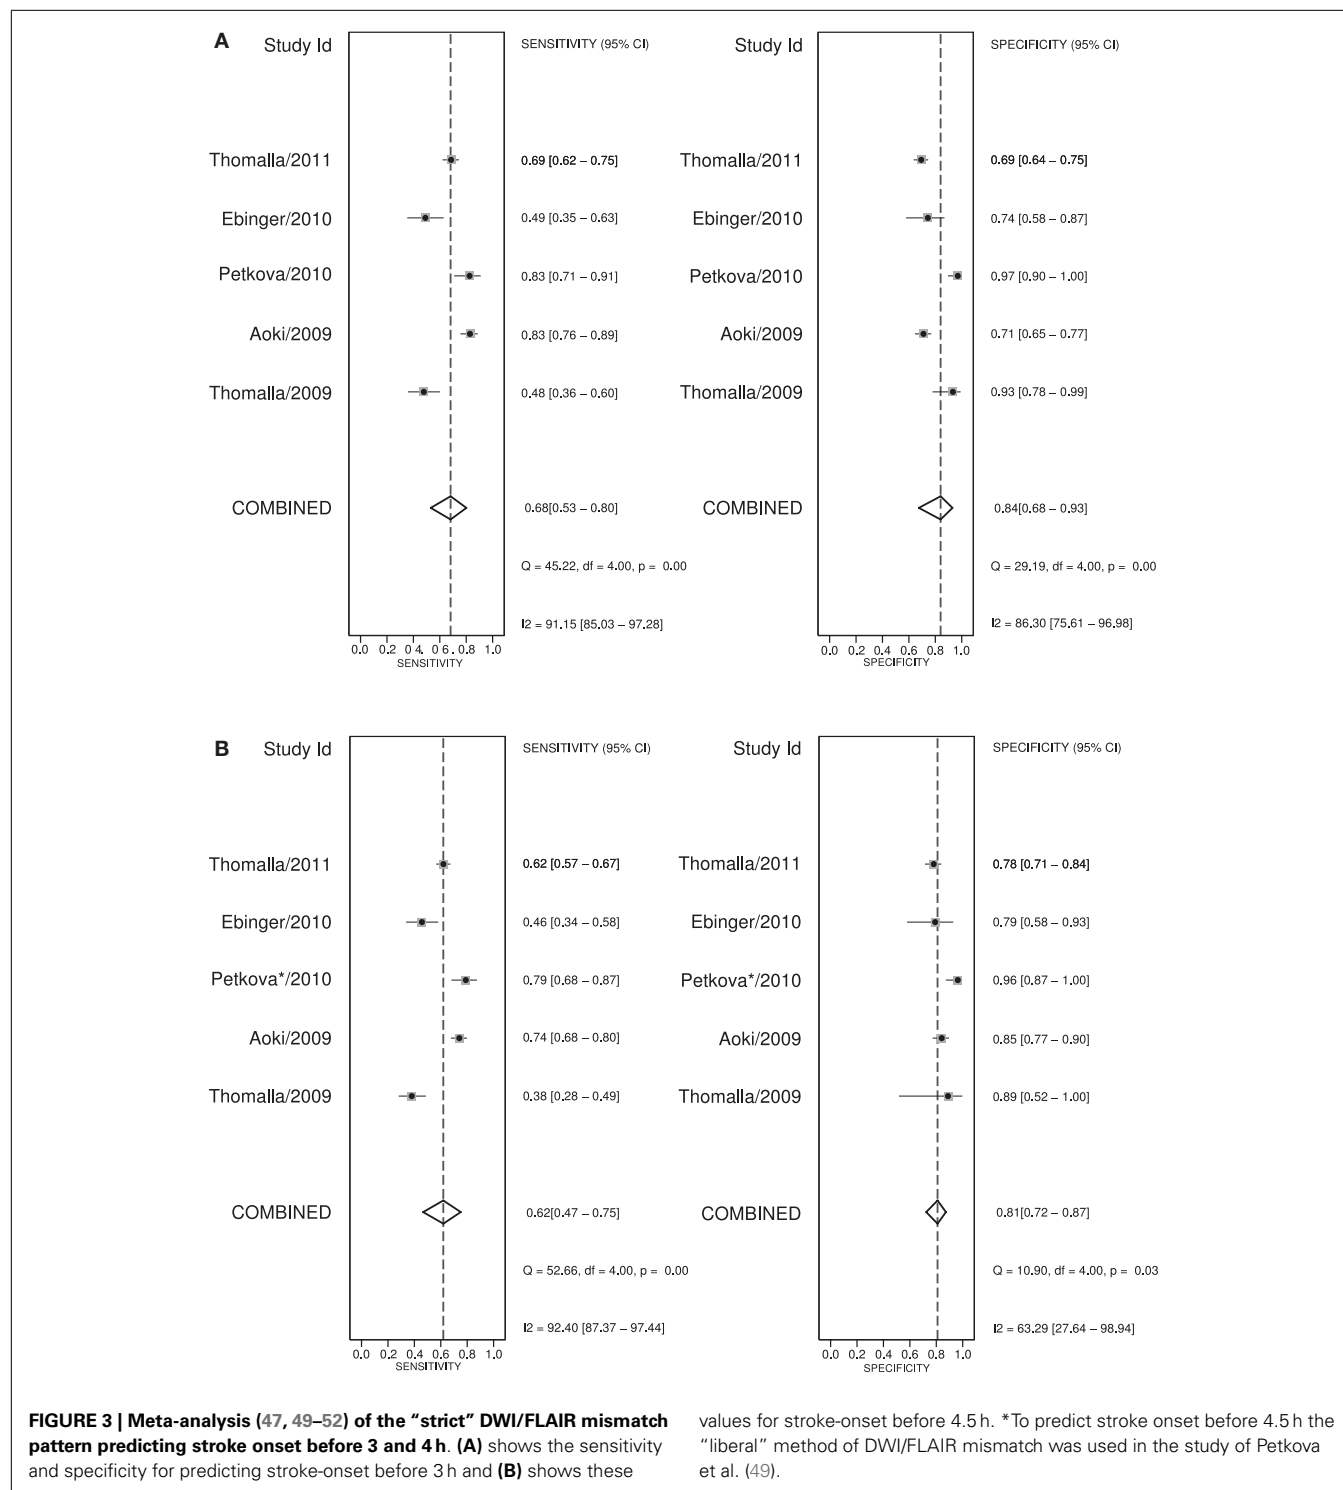 A
Study Id
SENSITIVITY (95% CI)
Thomalla/2011
0.69 [0.62 – 0.75]
Ebinger/2010
0.49 [0.35 – 0.63]
Petkova/2010
0.83 [0.71 – 0.91]
Aoki/2009
0.83 [0.76 – 0.89]
Thomalla/2009
0.48 [0.36 – 0.60]
COMBINED
0.68[0.53 – 0.80]
Q = 45.22, df = 4.00, p = 0.00
I2 = 91.15 [85.03 – 97.28]
0.0 0.2 0 4. 0 6. 0.8 1.0
SENSITIVITY
Study Id
SPECIFICITY (95% CI)
Thomalla/2011
0.69 [0.64 – 0.75]
Ebinger/2010
0.74 [0.58 – 0.87]
Petkova/2010
0.97 [0.90 – 1.00]
Aoki/2009
0.71 [0.65 – 0.77]
Thomalla/2009
0.93 [0.78 – 0.99]
COMBINED
0.84[0.68 – 0.93]
Q = 29.19, df = 4.00, p = 0.00
I2 = 86.30 [75.61 – 96.98]
0.0 0.2 0.4 0.6 0.8 1.0
SPECIFICITY
B
Study Id
SENSITIVITY (95% CI)
Thomalla/2011
0.62 [0.57 – 0.67]
Ebinger/2010
0.46 [0.34 – 0.58]
Petkova*/2010
0.79 [0.68 – 0.87]
Aoki/2009
0.74 [0.68 – 0.80]
Thomalla/2009
0.38 [0.28 – 0.49]
COMBINED
0.62[0.47 – 0.75]
Q = 52.66, df = 4.00, p = 0.00
I2 = 92.40 [87.37 – 97.44]
0.0 0.2 0.4 0.6 0.8 1.0
SENSITIVITY
Study Id
SPECIFICITY (95% CI)
Thomalla/2011
0.78 [0.71 – 0.84]
Ebinger/2010
0.79 [0.58 – 0.93]
Petkova*/2010
0.96 [0.87 – 1.00]
Aoki/2009
0.85 [0.77 – 0.90]
Thomalla/2009
0.89 [0.52 – 1.00]
COMBINED
0.81[0.72 – 0.87]
Q = 10.90, df = 4.00, p = 0.03
I2 = 63.29 [27.64 – 98.94]
0.0 0.2 0.4 0.6 0.8 1.0
SPECIFICITY
FIGURE 3 | Meta-analysis (47, 49–52) of the “strict” DWI/FLAIR mismatch
pattern predicting stroke onset before 3 and 4 h. (A) shows the sensitivity
and specificity for predicting stroke-onset before 3 h and (B) shows these
values for stroke-onset before 4.5 h. *To predict stroke onset before 4.5 h the
“liberal” method of DWI/FLAIR mismatch was used in the study of Petkova
et al. (49).